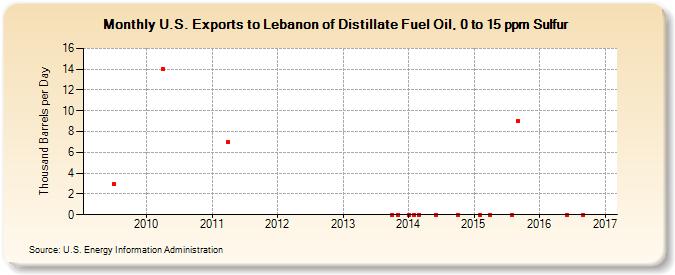 Monthly U.S. Exports to Lebanon of Distillate Fuel Oil, 0 to 15 ppm Sulfur
Thousand Barrels per Day
16
14
12
10
8
6
4
2
0
2010 2011 2012 2013 2014 2015 2016 2017
Source: U.S. Energy Information Administration